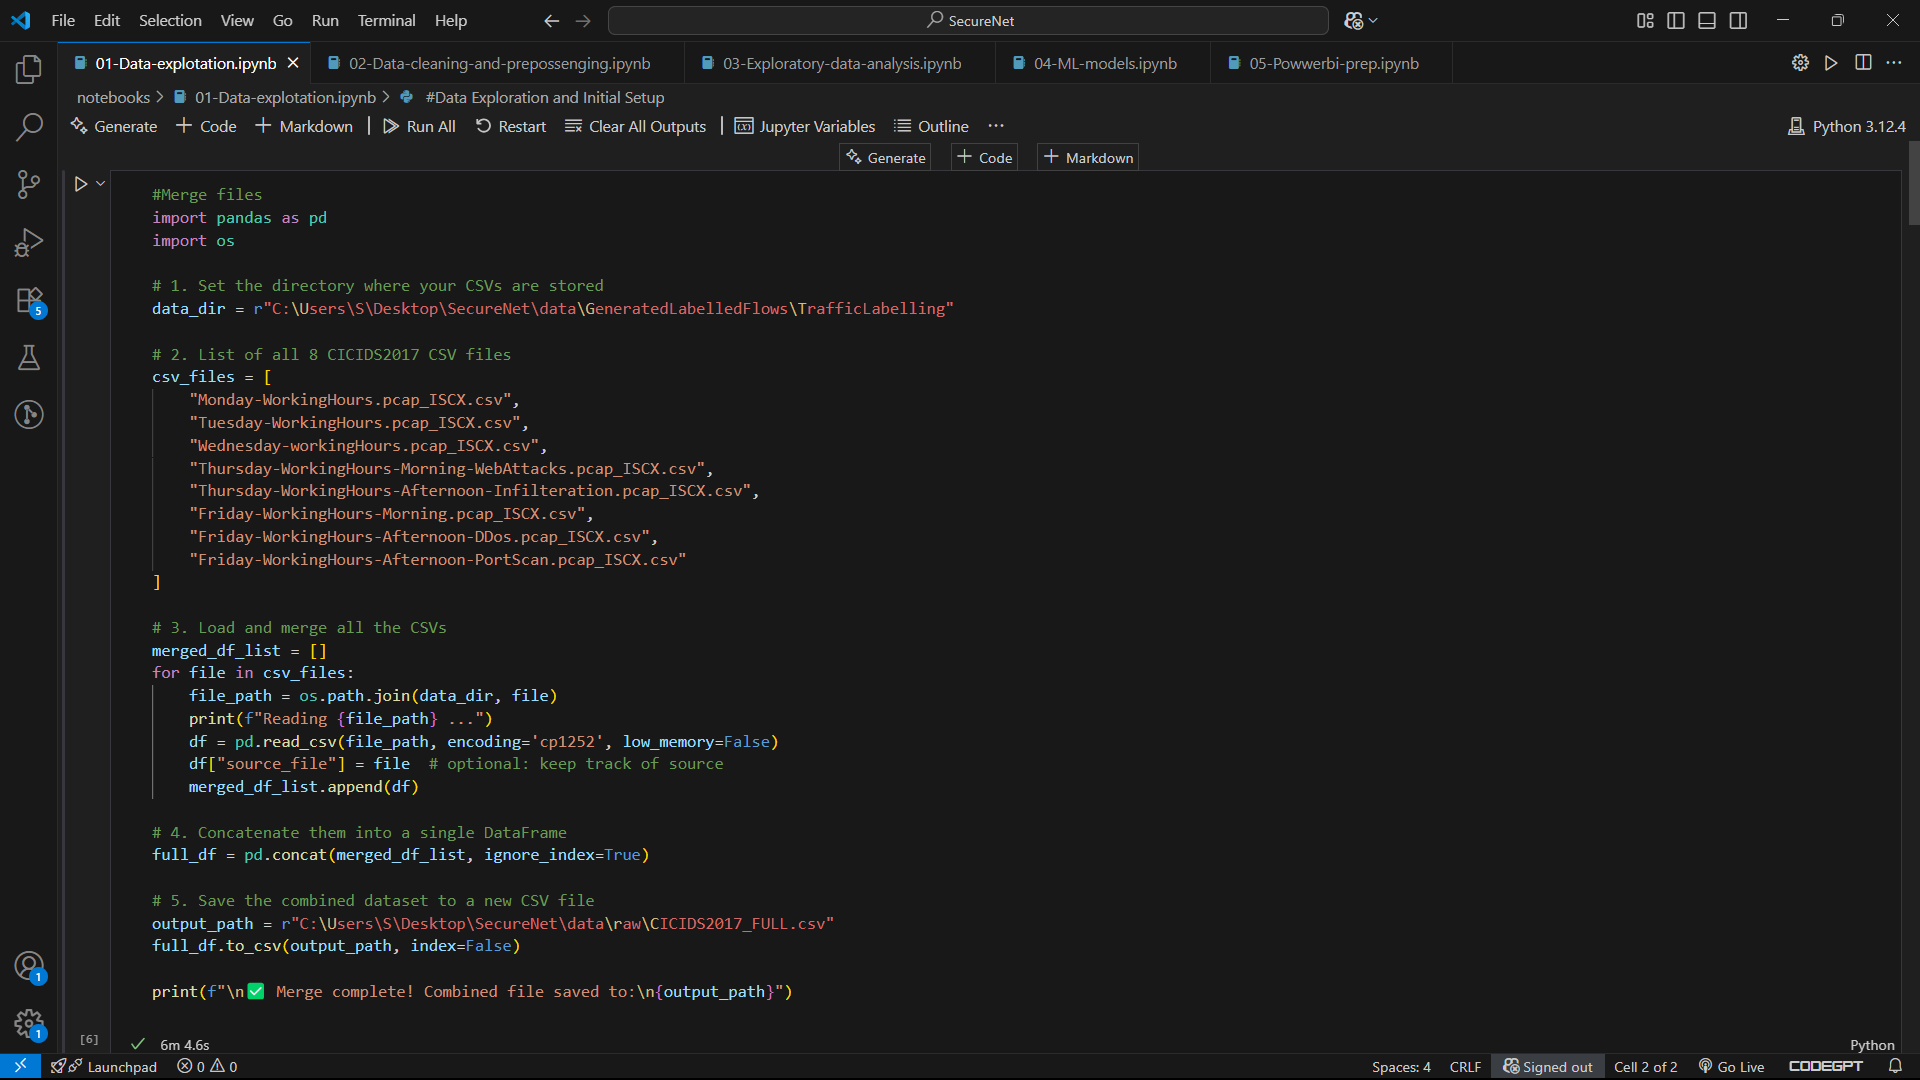 File Edit Selection View Go Run Terminal Help
SecureNet
01-Data-explotation.ipynb
02-Data-cleaning-and-prepossenging.ipynb
03-Exploratory-data-analysis.ipynb
04-ML-models.ipynb
05-Powwerbi-prep.ipynb
notebooks > 01-Data-explotation.ipynb > #Data Exploration and Initial Setup
Generate + Code + Markdown | Run All Restart Clear All Outputs | Jupyter Variables Outline ...
Python 3.12.4
Generate + Code + Markdown
#Merge files
import pandas as pd
import os
# 1. Set the directory where your CSVs are stored
data_dir = r"C:\Users\S\Desktop\SecureNet\data\GeneratedLabelledFlows\TrafficLabelling"
# 2. List of all 8 CICIDS2017 CSV files
csv_files = [
"Monday-WorkingHours.pcap_ISCX.csv",
"Tuesday-WorkingHours.pcap_ISCX.csv",
"Wednesday-workingHours.pcap_ISCX.csv",
"Thursday-WorkingHours-Morning-WebAttacks.pcap_ISCX.csv",
"Thursday-WorkingHours-Afternoon-Infilteration.pcap_ISCX.csv",
"Friday-WorkingHours-Morning.pcap_ISCX.csv",
"Friday-WorkingHours-Afternoon-DDos.pcap_ISCX.csv",
"Friday-WorkingHours-Afternoon-PortScan.pcap_ISCX.csv"
]
# 3. Load and merge all the CSVs
merged_df_list = []
for file in csv_files:
file_path = os.path.join(data_dir, file)
print(f"Reading {file_path} ...")
df = pd.read_csv(file_path, encoding='cp1252', low_memory=False)
df["source_file"] = file  # optional: keep track of source
merged_df_list.append(df)
# 4. Concatenate them into a single DataFrame
full_df = pd.concat(merged_df_list, ignore_index=True)
# 5. Save the combined dataset to a new CSV file
output_path = r"C:\Users\S\Desktop\SecureNet\data\raw\CICIDS2017_FULL.csv"
full_df.to_csv(output_path, index=False)
print(f"\n✅ Merge complete! Combined file saved to:\n{output_path}")
[6] ✓ 6m 4.6s
Python
5
1
1
Launchpad 0 0
Spaces: 4 CRLF Signed out Cell 2 of 2 Go Live CODEGPT